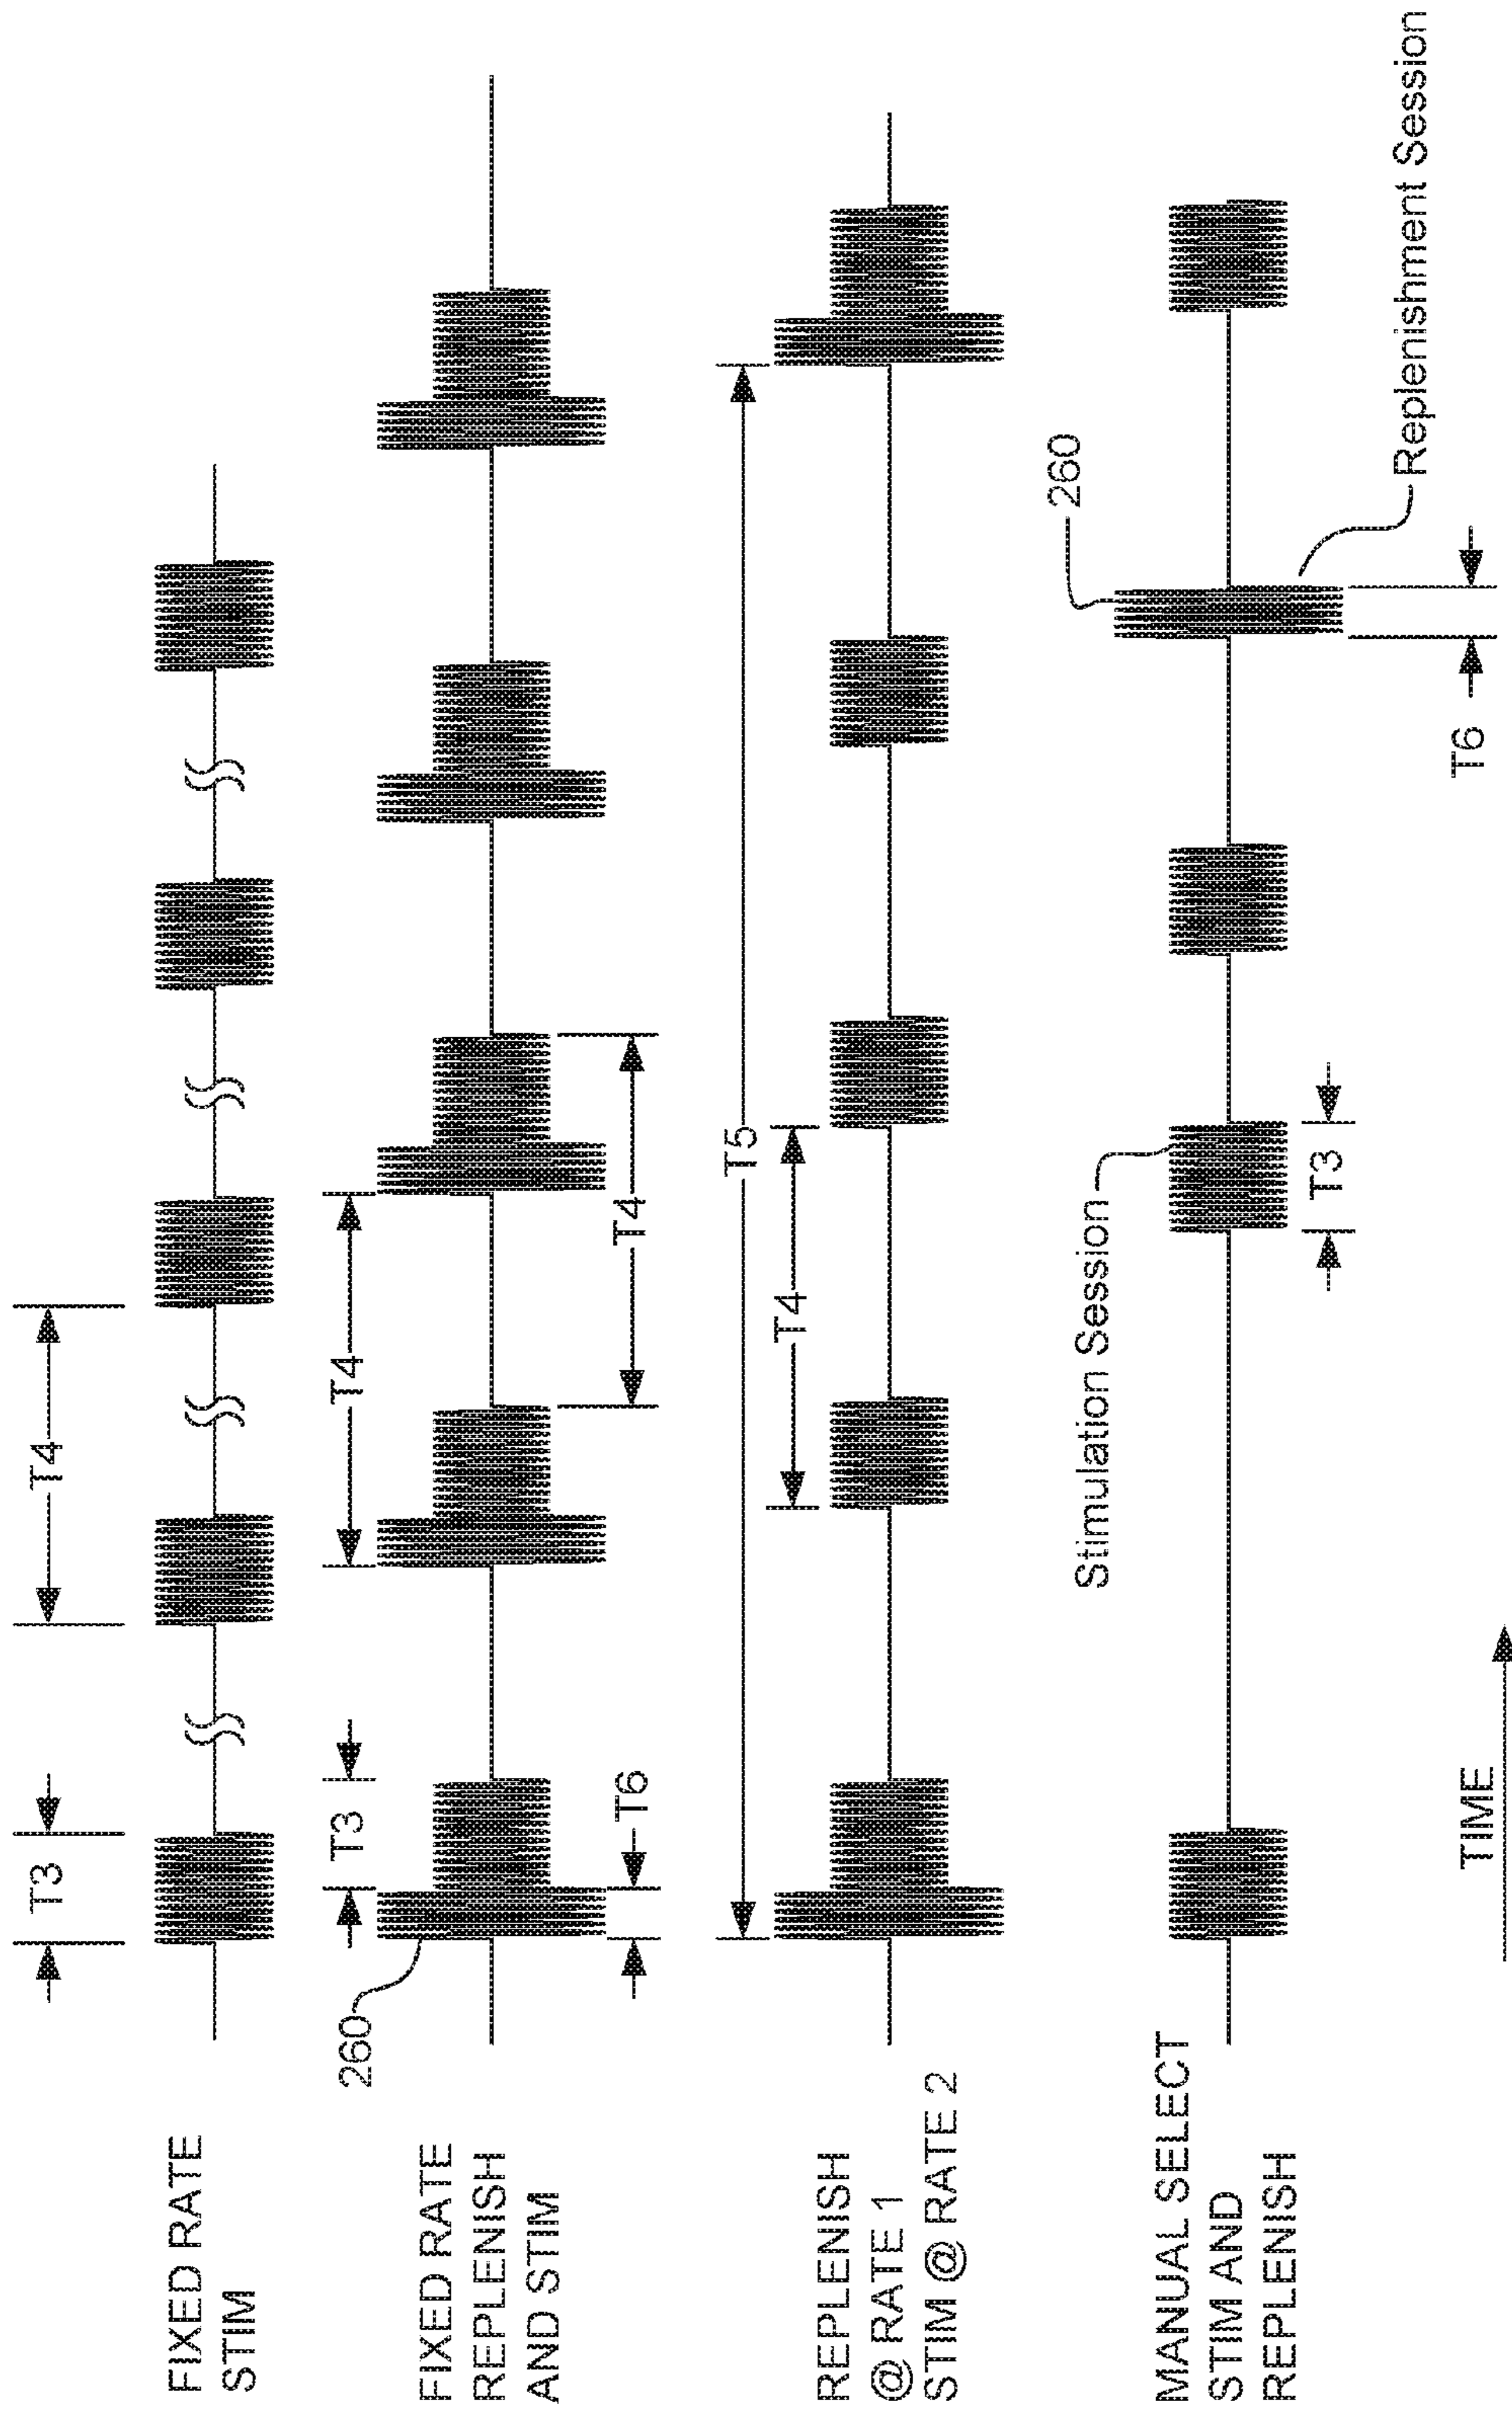 T3
T4
FIXED RATE
STIM
260
T3
T4
T6
T4
FIXED RATE
REPLENISH
AND STIM
T5
T4
REPLENISH
@ RATE 1
STIM @ RATE 2
Stimulation Session
260
T3
T6
Replenishment Session
MANUAL SELECT
STIM AND
REPLENISH
TIME